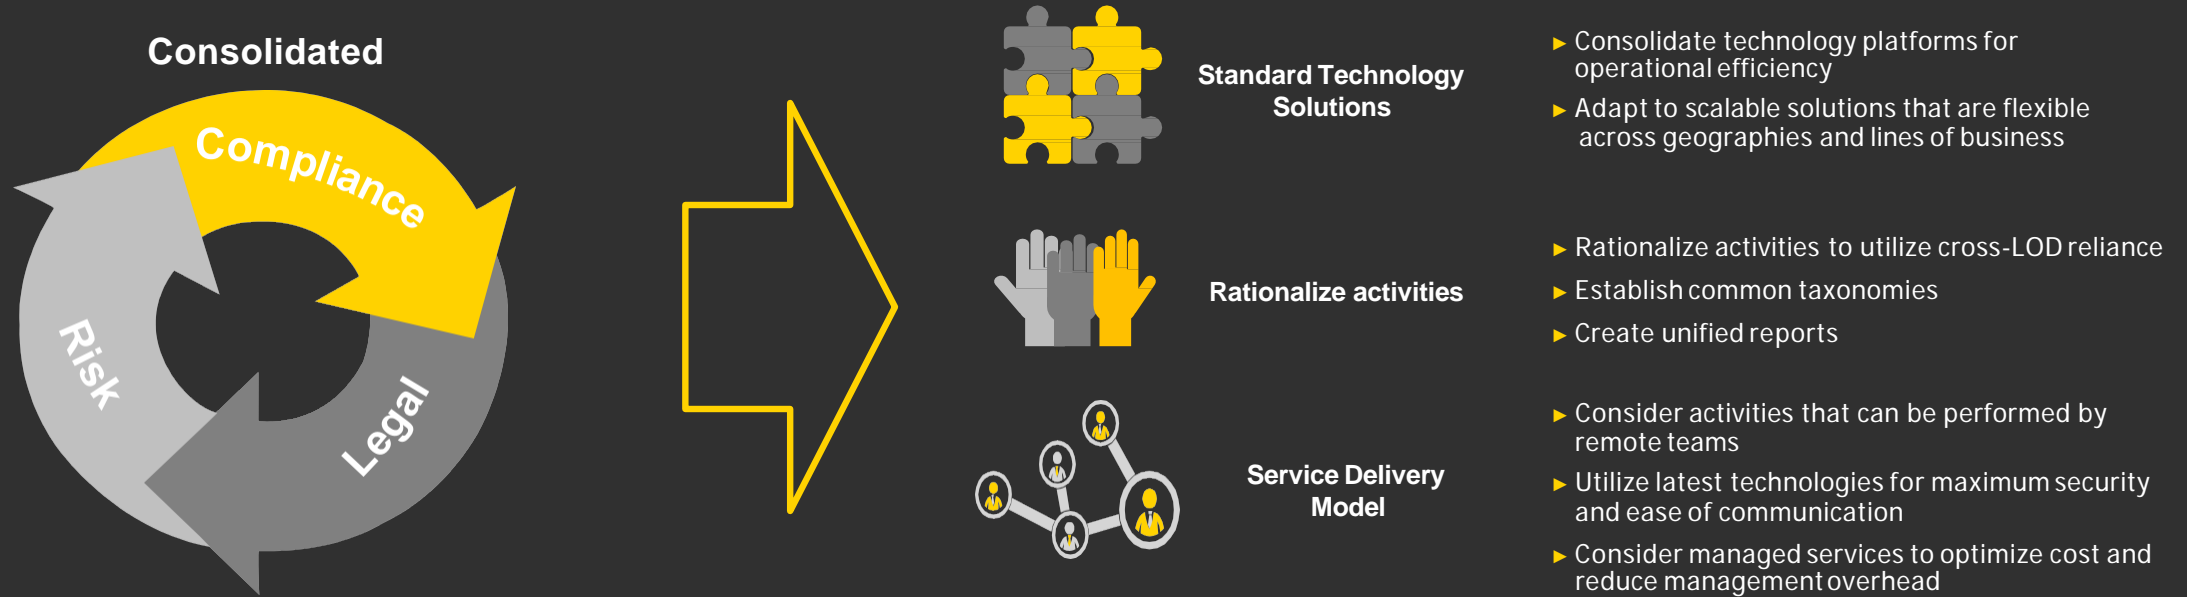 Consolidated
Compliance
Risk
Legal
Standard Technology
Solutions
► Consolidate technology platforms for
operational efficiency
► Adapt to scalable solutions that are flexible
across geographies and lines of business
Rationalize activities
► Rationalize activities to utilize cross-LOD reliance
► Establish common taxonomies
► Create unified reports
Service Delivery
Model
► Consider activities that can be performed by
remote teams
► Utilize latest technologies for maximum security
and ease of communication
► Consider managed services to optimize cost and
reduce management overhead